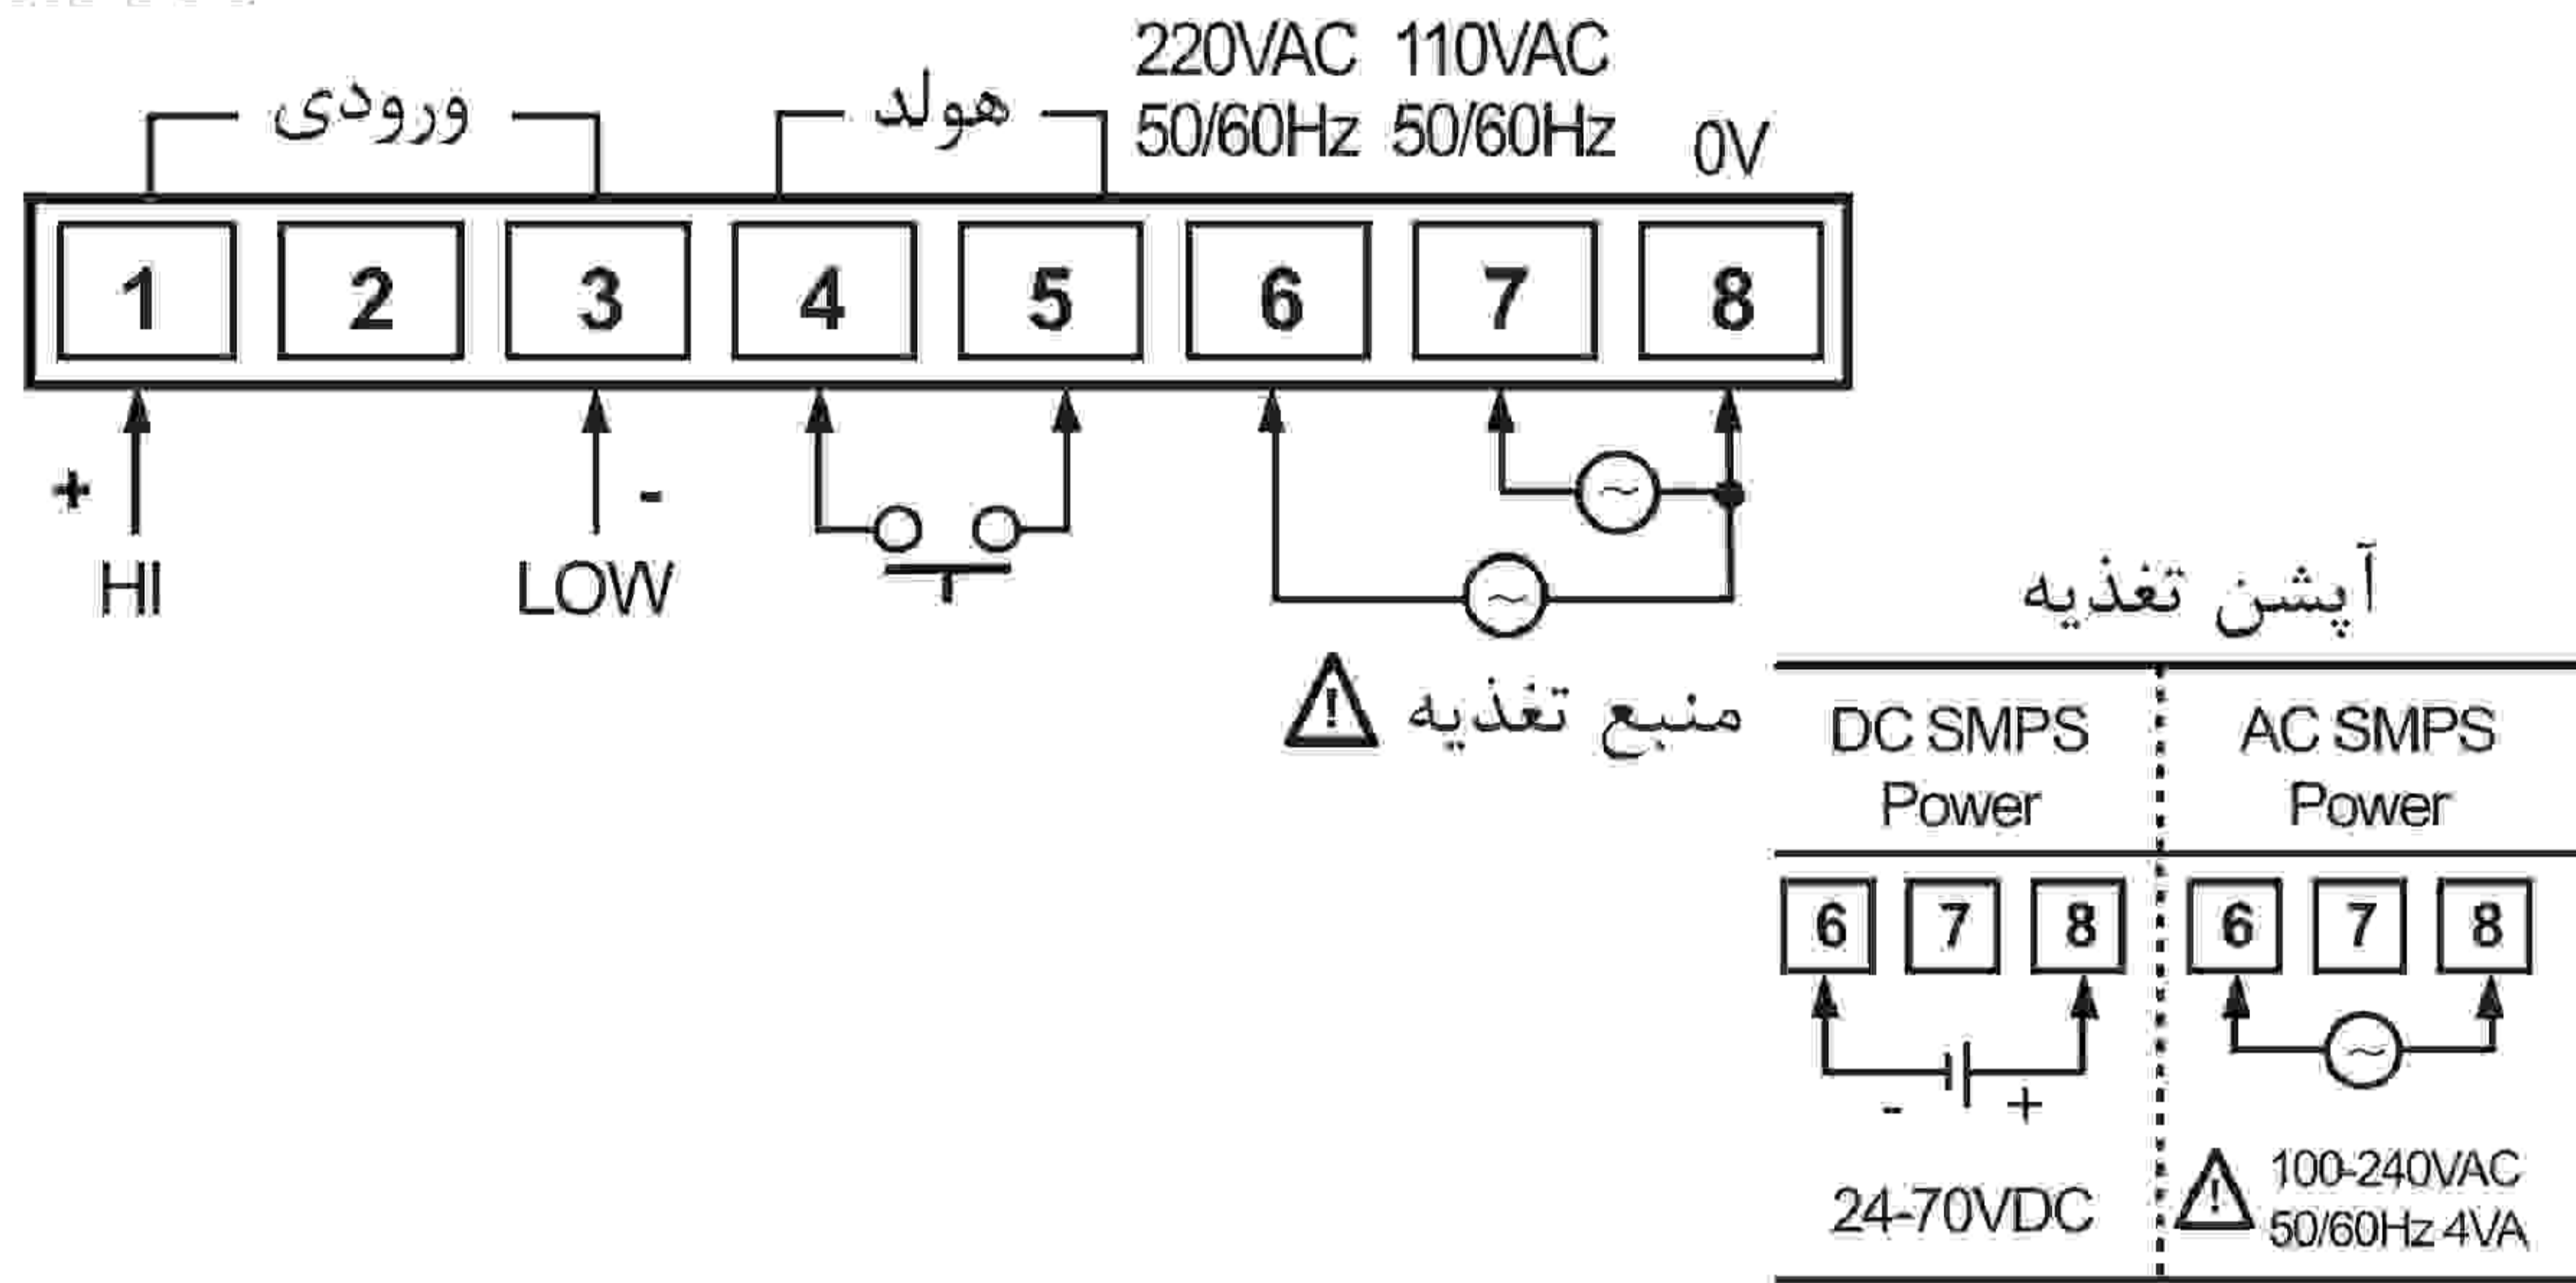 220VAC 110VAC
ورودی هولد 50/60Hz 50/60Hz 0V
1 2 3 4 5 6 7 8
+ -
HI LOW
آپشن تغذیه
منبع تغذیه
DC SMPS Power
AC SMPS Power
6 7 8 6 7 8
- +
24-70VDC
100-240VAC
50/60Hz 4VA